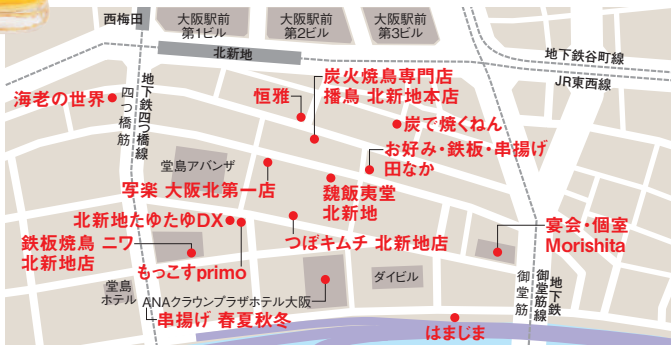 西梅田
大阪駅前
第1ビル
大阪駅前
第2ビル
大阪駅前
第3ビル
北新地
地下鉄谷町線
JR東西線
海老の世界
四つ橋筋
地下鉄四つ橋線
恒雅
炭火焼鳥専門店
播鳥 北新地本店
炭で焼くねん
お好み・鉄板・串揚げ
田なか
堂島アバンザ
写楽 大阪北第一店
魏飯夷堂
北新地
北新地たゆたゆDX
つぼキムチ 北新地店
宴会・個室
Morishita
鉄板焼鳥 ニワ
北新地店
もっこすprimo
堂島
ホテル
ANAクラウンプラザホテル大阪
ダイビル
御堂筋
地下鉄
御堂筋線
串揚げ 春夏秋冬
はまじま